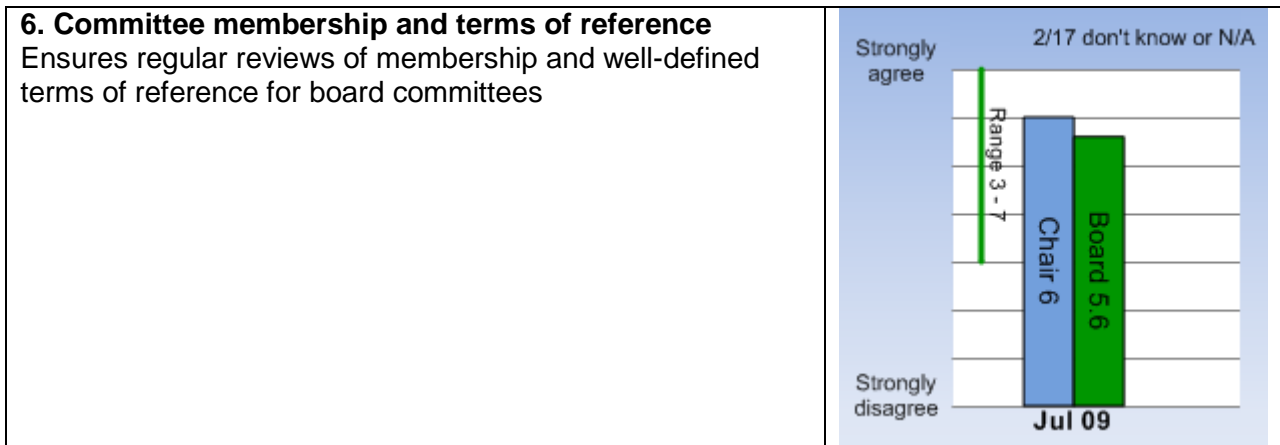 6. Committee membership and terms of reference
Ensures regular reviews of membership and well-defined
terms of reference for board committees
2/17 don't know or N/A
Strongly
agree
Range 3 - 7
Chair 6
Board 5.6
Strongly
disagree
Jul 09